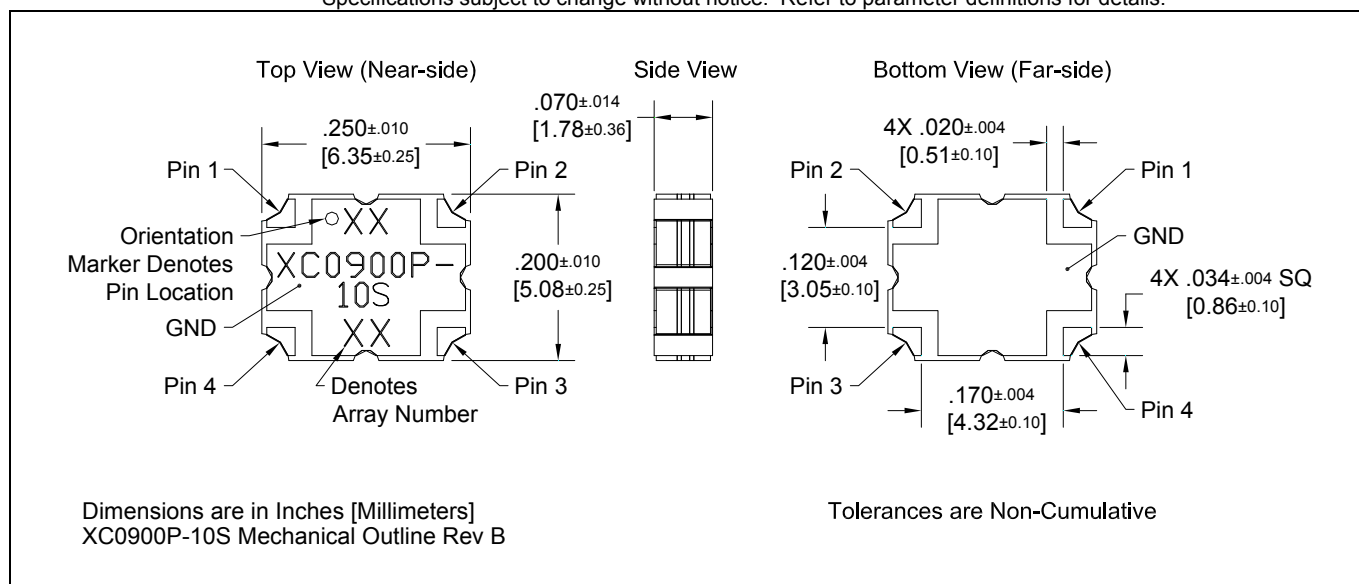 Specifications subject to change without notice. Refer to parameter definitions for details.
Top View (Near-side)
Side View
Bottom View (Far-side)
.250±.010
[6.35±0.25]
.070±.014
[1.78±0.36]
4X .020±.004
[0.51±0.10]
Pin 1
Pin 2
Pin 2
Pin 1
Orientation
Marker Denotes
Pin Location
GND
XX
XC0900P-
10S
XX
.200±.010
[5.08±0.25]
.120±.004
[3.05±0.10]
GND
4X .034±.004 SQ
[0.86±0.10]
Pin 4
Denotes
Array Number
Pin 3
Pin 3
.170±.004
[4.32±0.10]
Pin 4
Dimensions are in Inches [Millimeters]
XC0900P-10S Mechanical Outline Rev B
Tolerances are Non-Cumulative